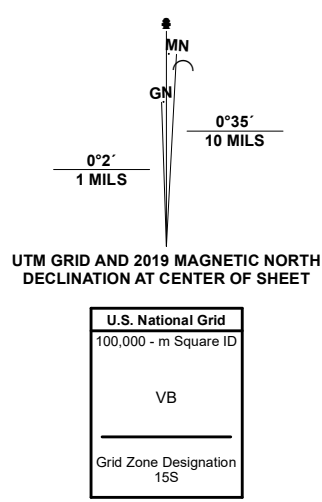 MN
GN
0°35´
10 MILS
0°2´
1 MILS
UTM GRID AND 2019 MAGNETIC NORTH
DECLINATION AT CENTER OF SHEET
U.S. National Grid
100,000 - m Square ID
VB
Grid Zone Designation
15S